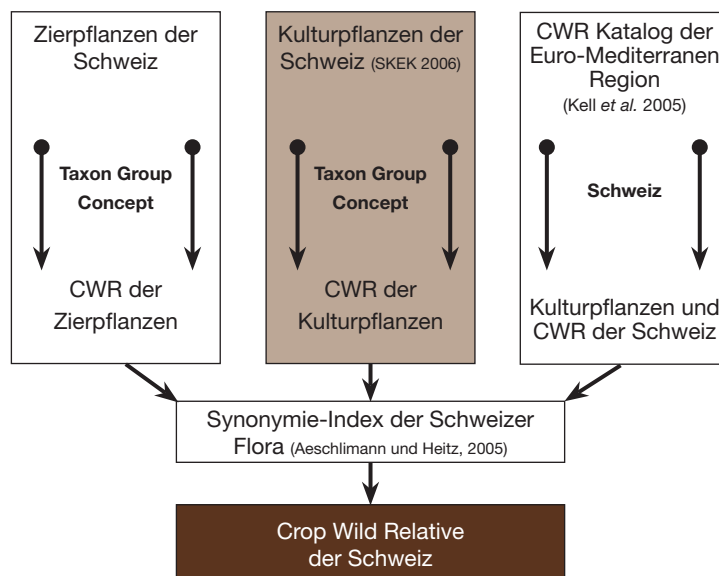 Zierpflanzen der
Schweiz
Taxon Group
Concept
CWR der
Zierpflanzen
Kulturpflanzen der
Schweiz (SKEK 2006)
Taxon Group
Concept
CWR der
Kulturpflanzen
CWR Katalog der
Euro-Mediterranen
Region
(Kell et al. 2005)
Schweiz
Kulturpflanzen und
CWR der Schweiz
Synonymie-Index der Schweizer
Flora (Aeschlimann und Heitz, 2005)
Crop Wild Relative
der Schweiz